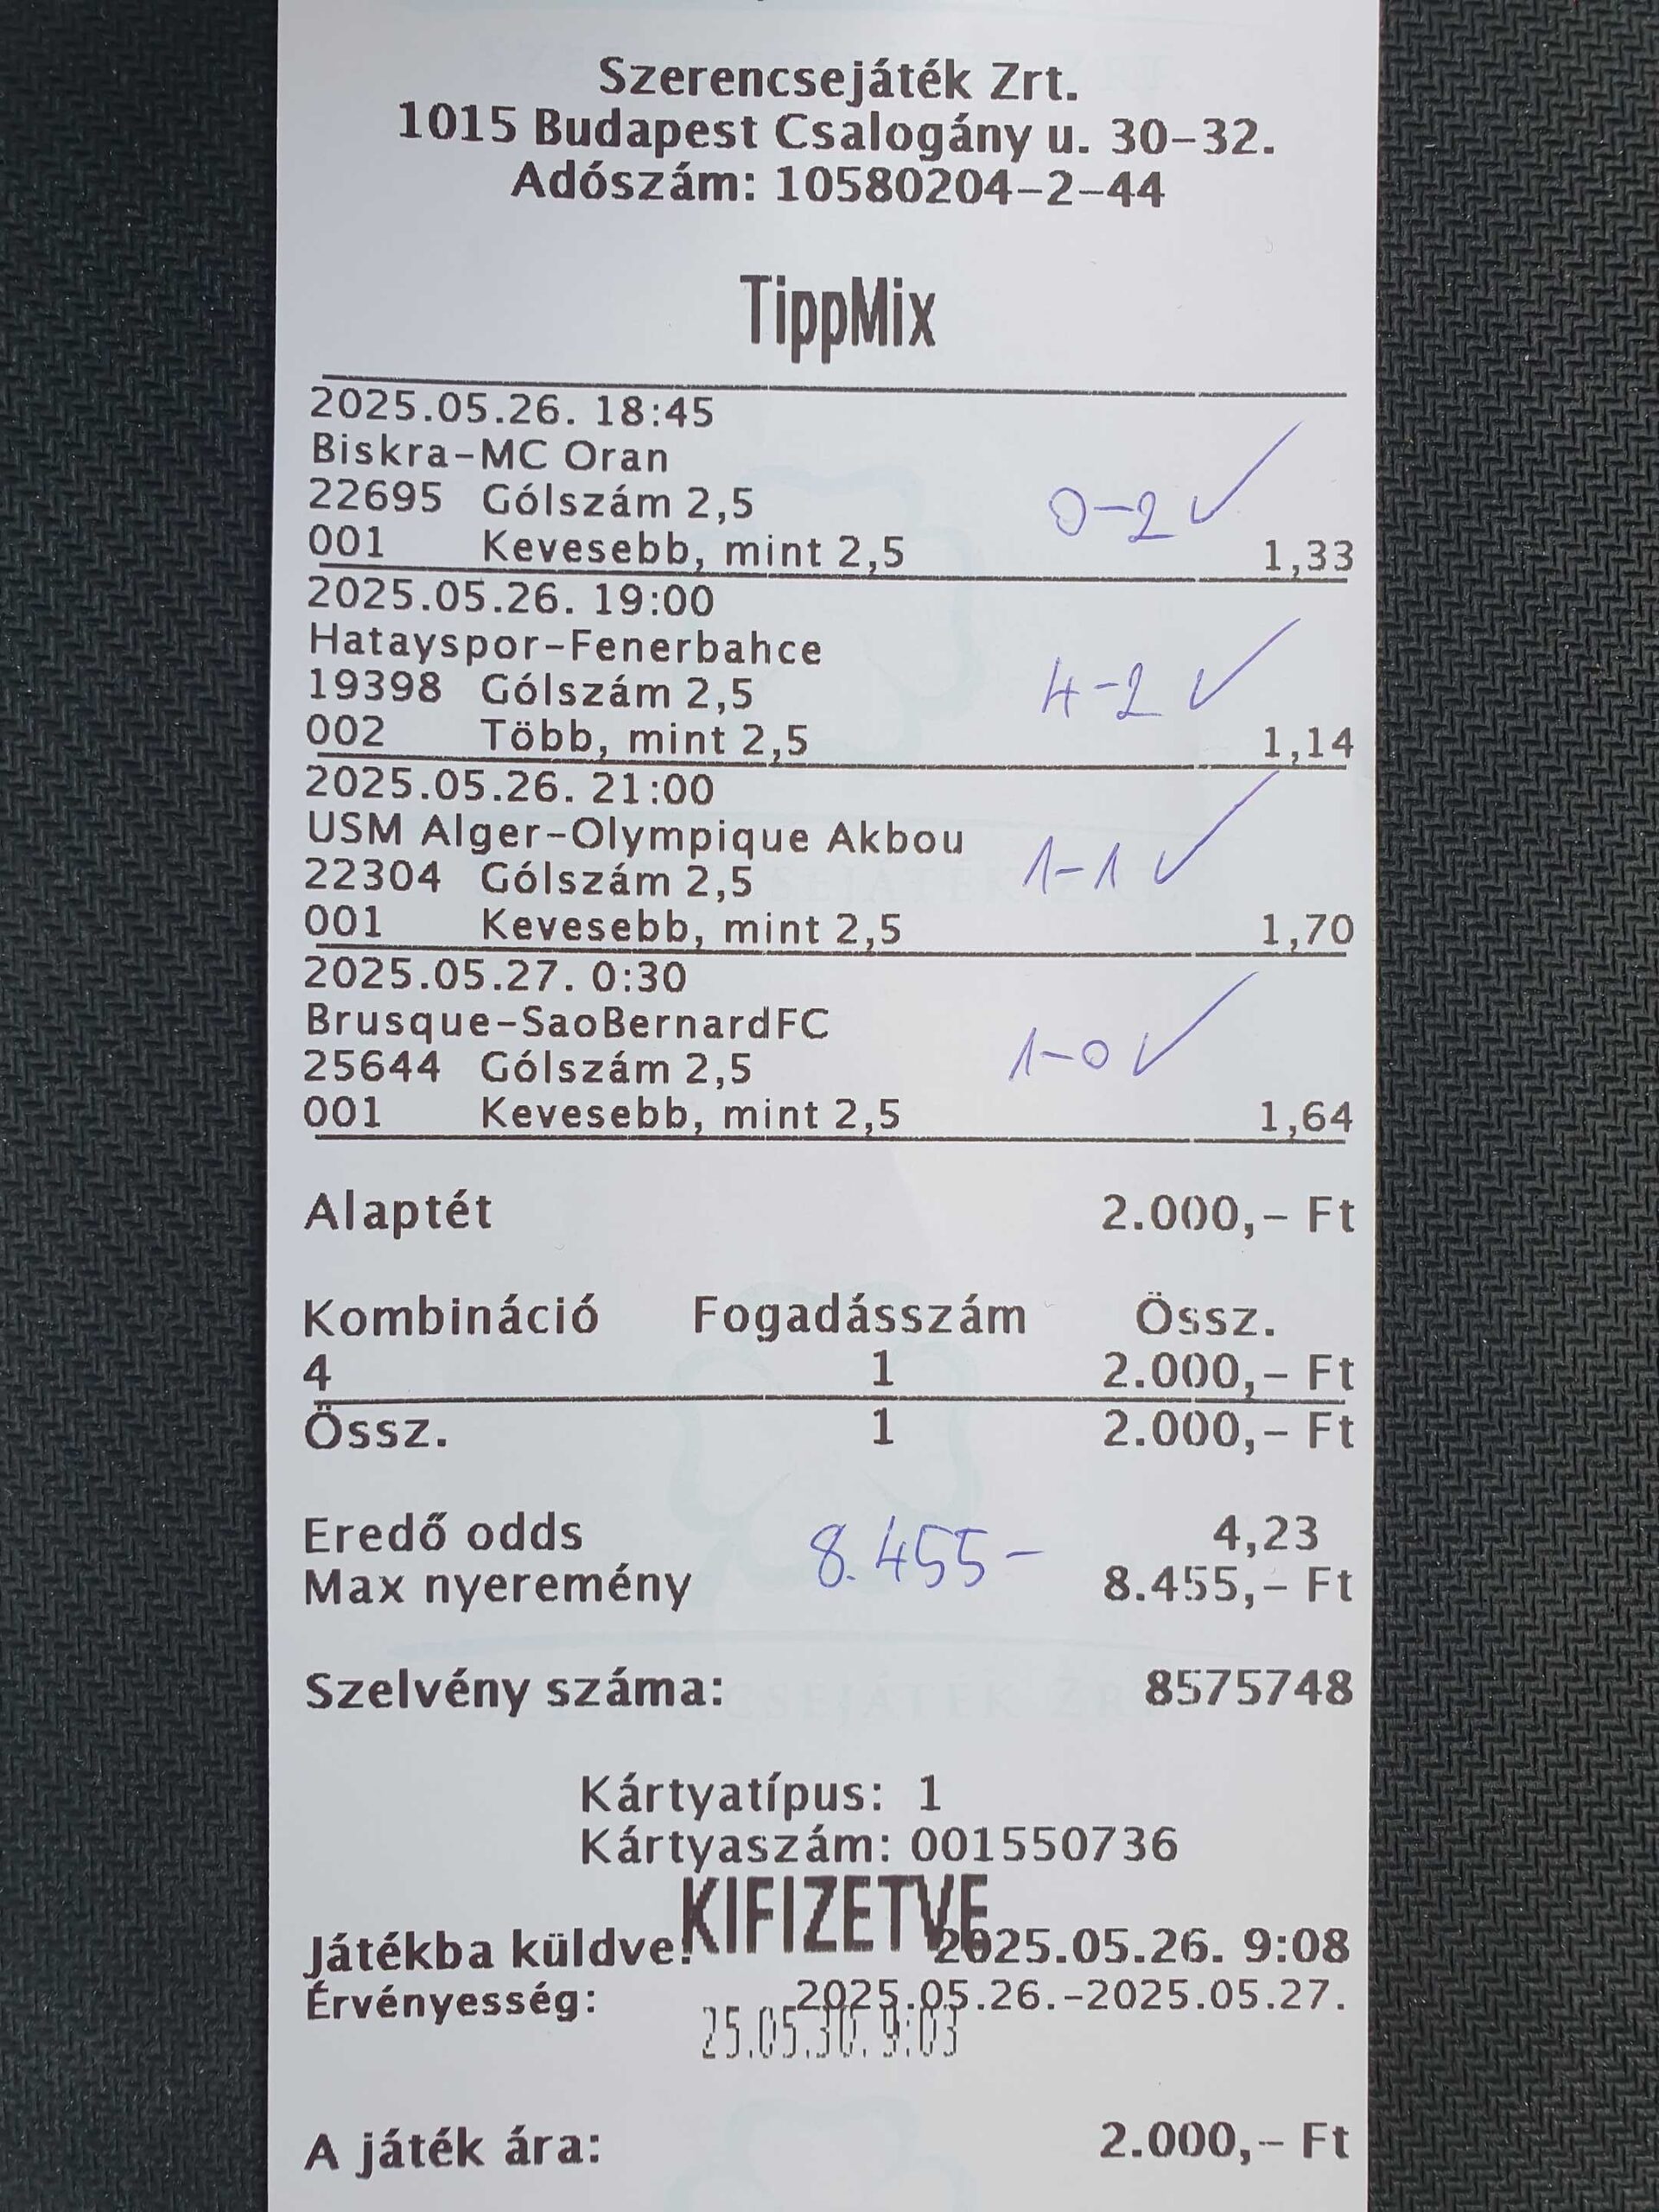 Szerencsejáték Zrt.
1015 Budapest Csalogány u. 30-32.
Adószám: 10580204-2-44
TippMix
2025.05.26. 18:45
Biskra-MC Oran
22695 Gólszám 2,5 0-2 ✓
001 Kevesebb, mint 2,5 1,33
2025.05.26. 19:00
Hatayspor-Fenerbahce
19398 Gólszám 2,5 4-2 ✓
002 Több, mint 2,5 1,14
2025.05.26. 21:00
USM Alger-Olympique Akbou
22304 Gólszám 2,5 1-1 ✓
001 Kevesebb, mint 2,5 1,70
2025.05.27. 0:30
Brusque-SaoBernardFC
25644 Gólszám 2,5 1-0 ✓
001 Kevesebb, mint 2,5 1,64
Alaptét 2.000,- Ft
Kombináció Fogadásszám Össz.
4 1 2.000,- Ft
Össz. 1 2.000,- Ft
Eredő odds 4,23
8.455-
Max nyeremény 8.455,- Ft
Szelvény száma: 8575748
Kártyatípus: 1
Kártyaszám: 001550736
KIFIZETVE
Játékba küldve: 2025.05.26. 9:08
Érvényesség: 2025.05.26.-2025.05.27.
25.05.30. 9:03
A játék ára: 2.000,- Ft